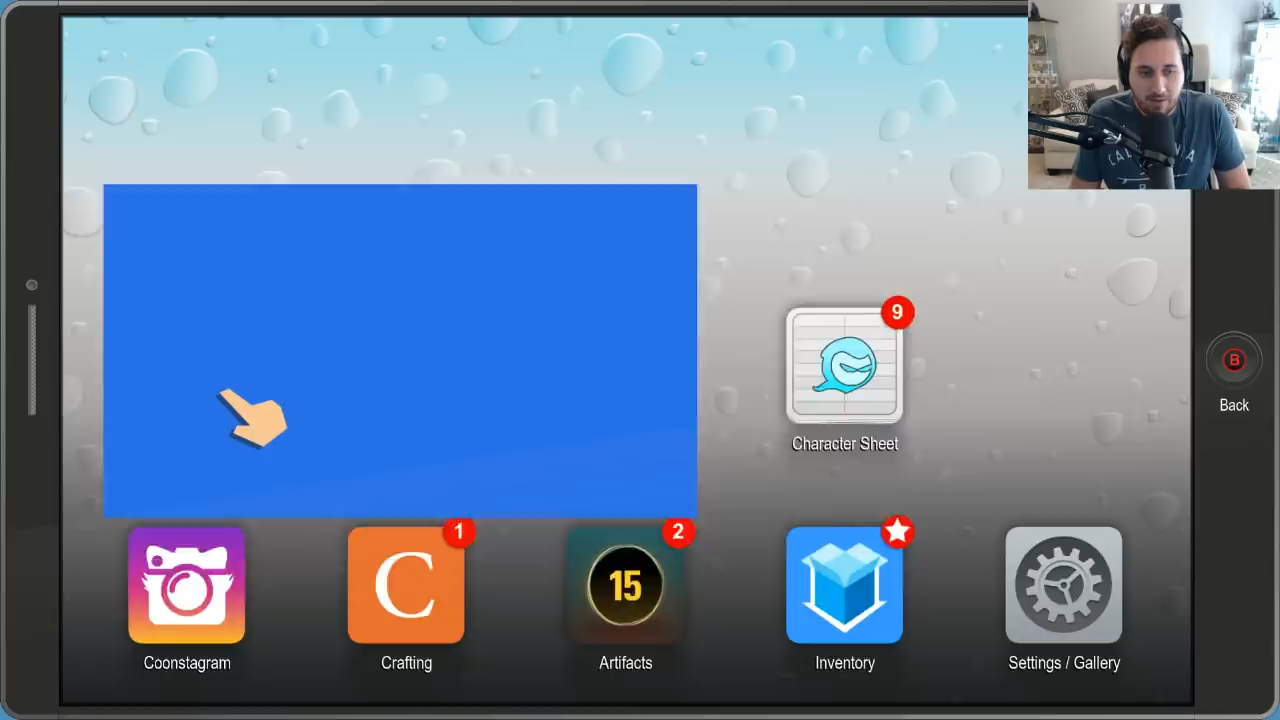 9
Character Sheet
B
Back
1
2
C
15
Coonstagram
Crafting
Artifacts
Inventory
Settings / Gallery